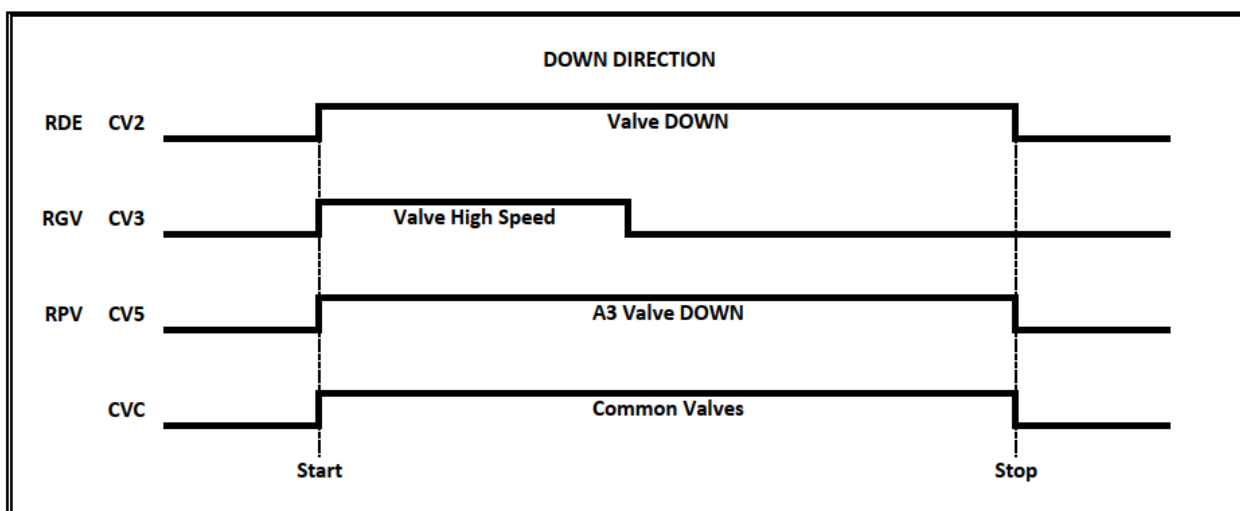 DOWN DIRECTION
RDE CV2 Valve DOWN
RGV CV3 Valve High Speed
RPV CV5 A3 Valve DOWN
CVC Common Valves
Start Stop